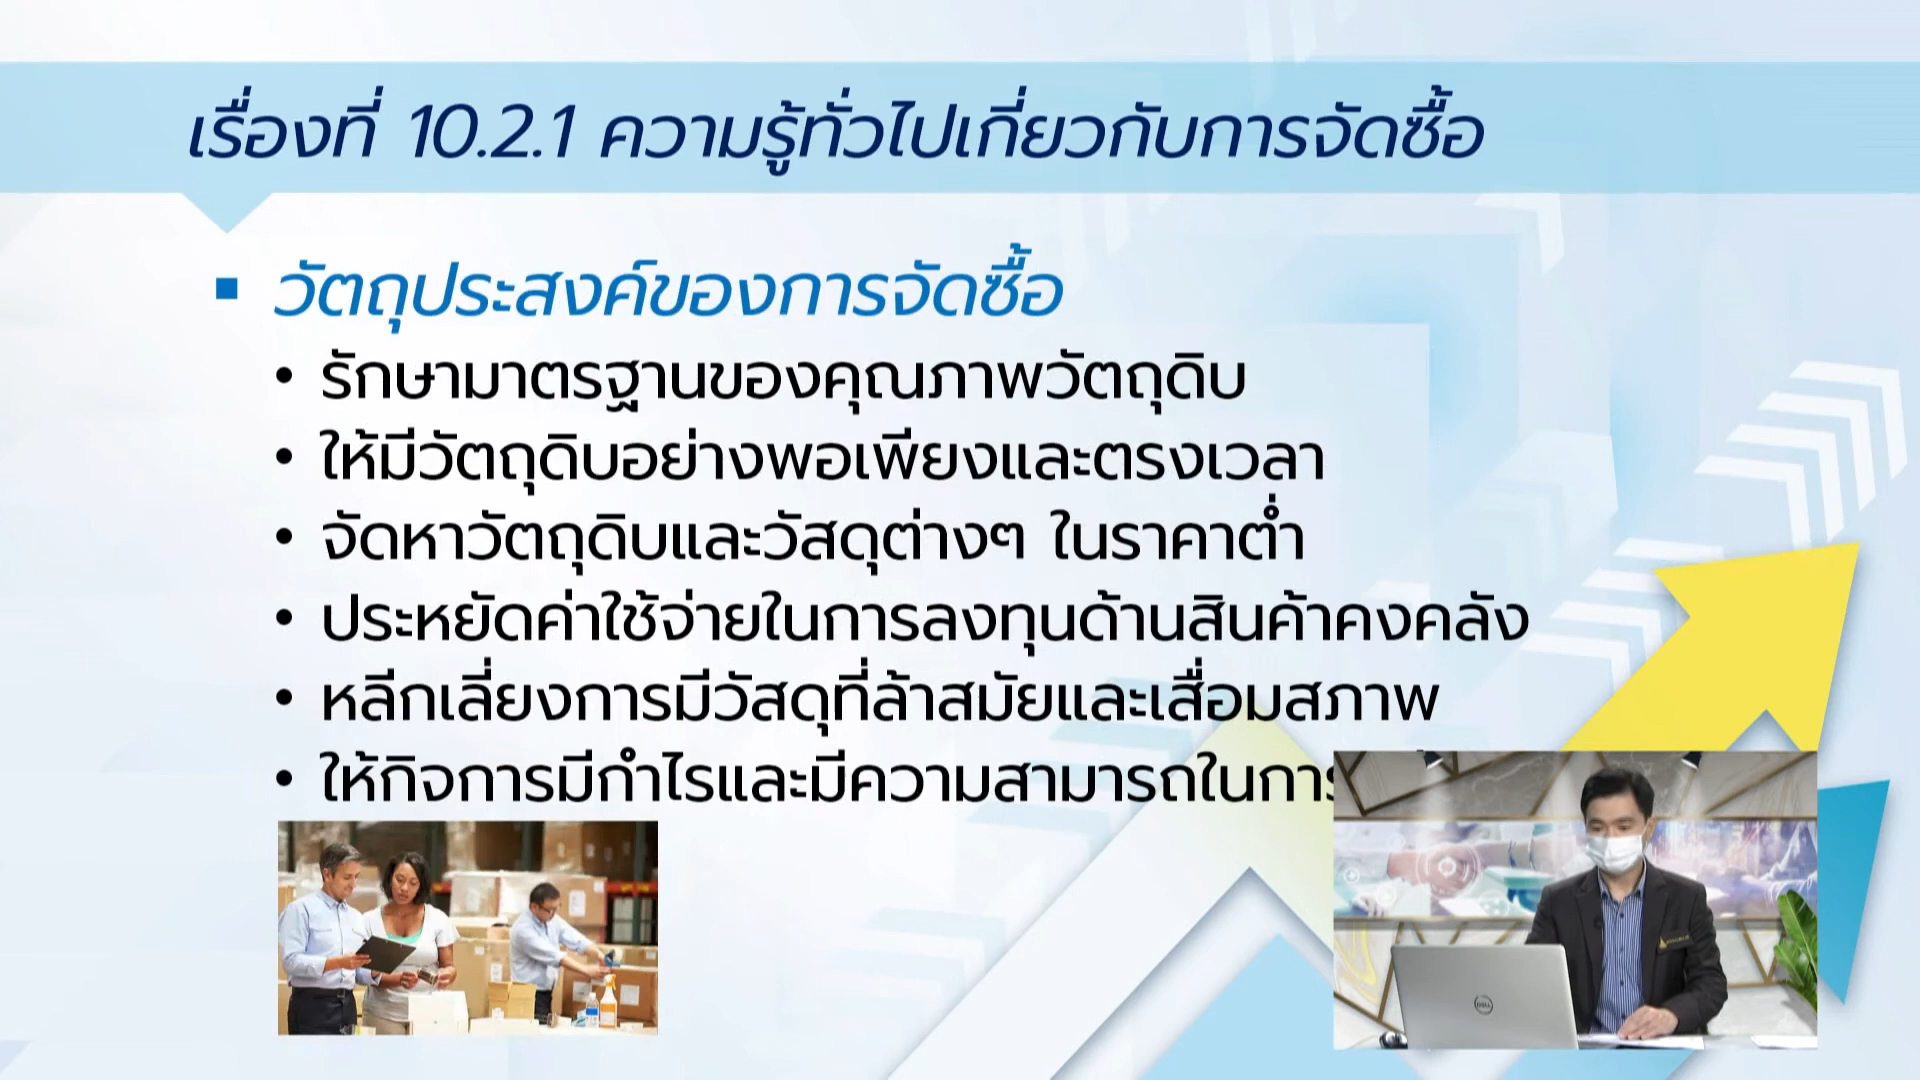 เรื่องที่ 10.2.1 ความรู้ทั่วไปเกี่ยวกับการจัดซื้อ
วัตถุประสงค์ของการจัดซื้อ
• รักษามาตรฐานของคุณภาพวัตถุดิบ
• ให้มีวัตถุดิบอย่างพอเพียงและตรงเวลา
• จัดหาวัตถุดิบและวัสดุต่างๆ ในราคาต่ำ
• ประหยัดค่าใช้จ่ายในการลงทุนด้านสินค้าคงคลัง
• หลีกเลี่ยงการมีวัสดุที่ล้าสมัยและเสื่อมสภาพ
• ให้กิจการมีกำไรและมีความสามารถในการ
DELL